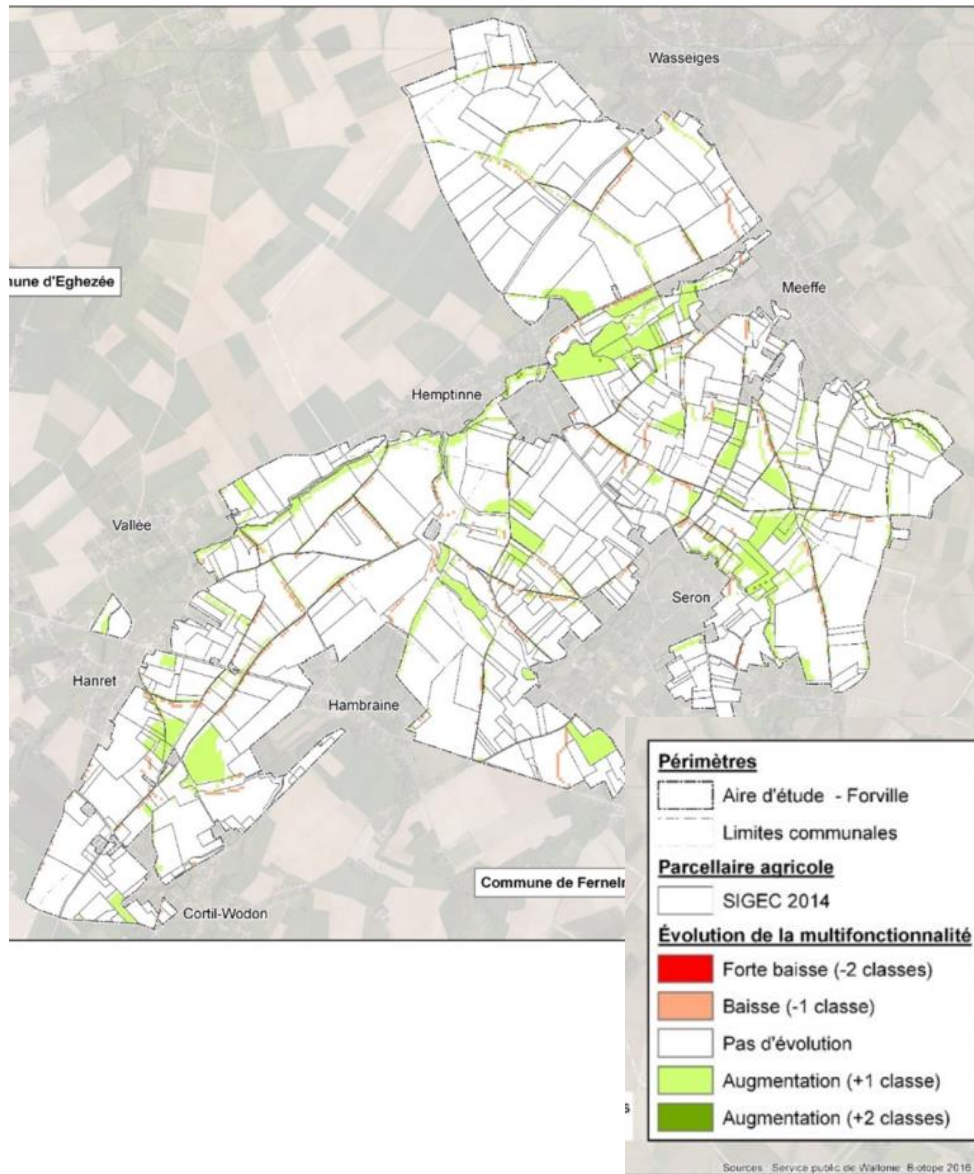 Wasseiges
mune d'Eghezée
Meeffe
Hemptinne
Vallée
Seron
Hanret
Hambraine
Commune de Fernelm
Cortil-Wodon
Périmètres
Aire d'étude - Forville
Limites communales
Parcellaire agricole
SIGEC 2014
Évolution de la multifonctionnalité
Forte baisse (-2 classes)
Baisse (-1 classe)
Pas d'évolution
Augmentation (+1 classe)
Augmentation (+2 classes)
s
Sources : Service public de Wallonie, Biotope 2016